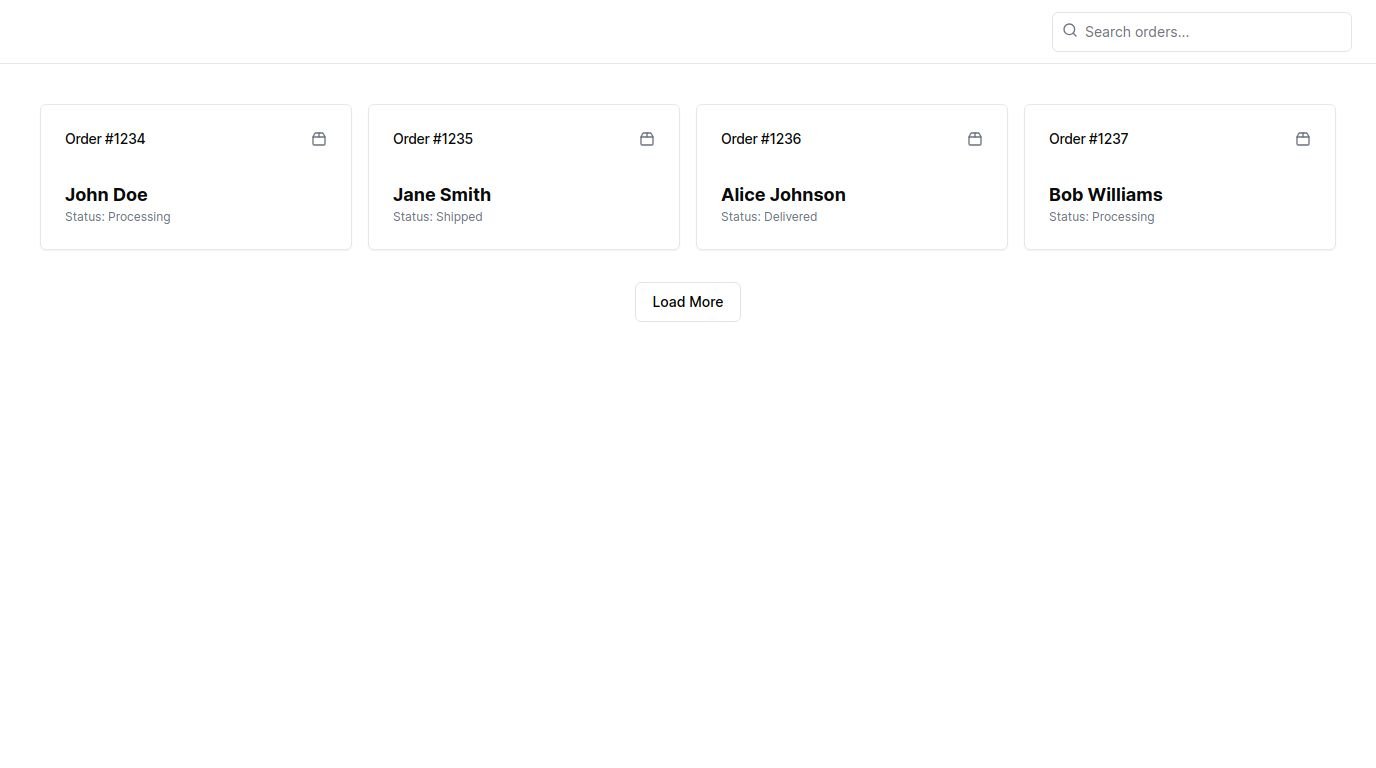 Search orders...
Order #1234
John Doe
Status: Processing
Order #1235
Jane Smith
Status: Shipped
Order #1236
Alice Johnson
Status: Delivered
Order #1237
Bob Williams
Status: Processing
Load More